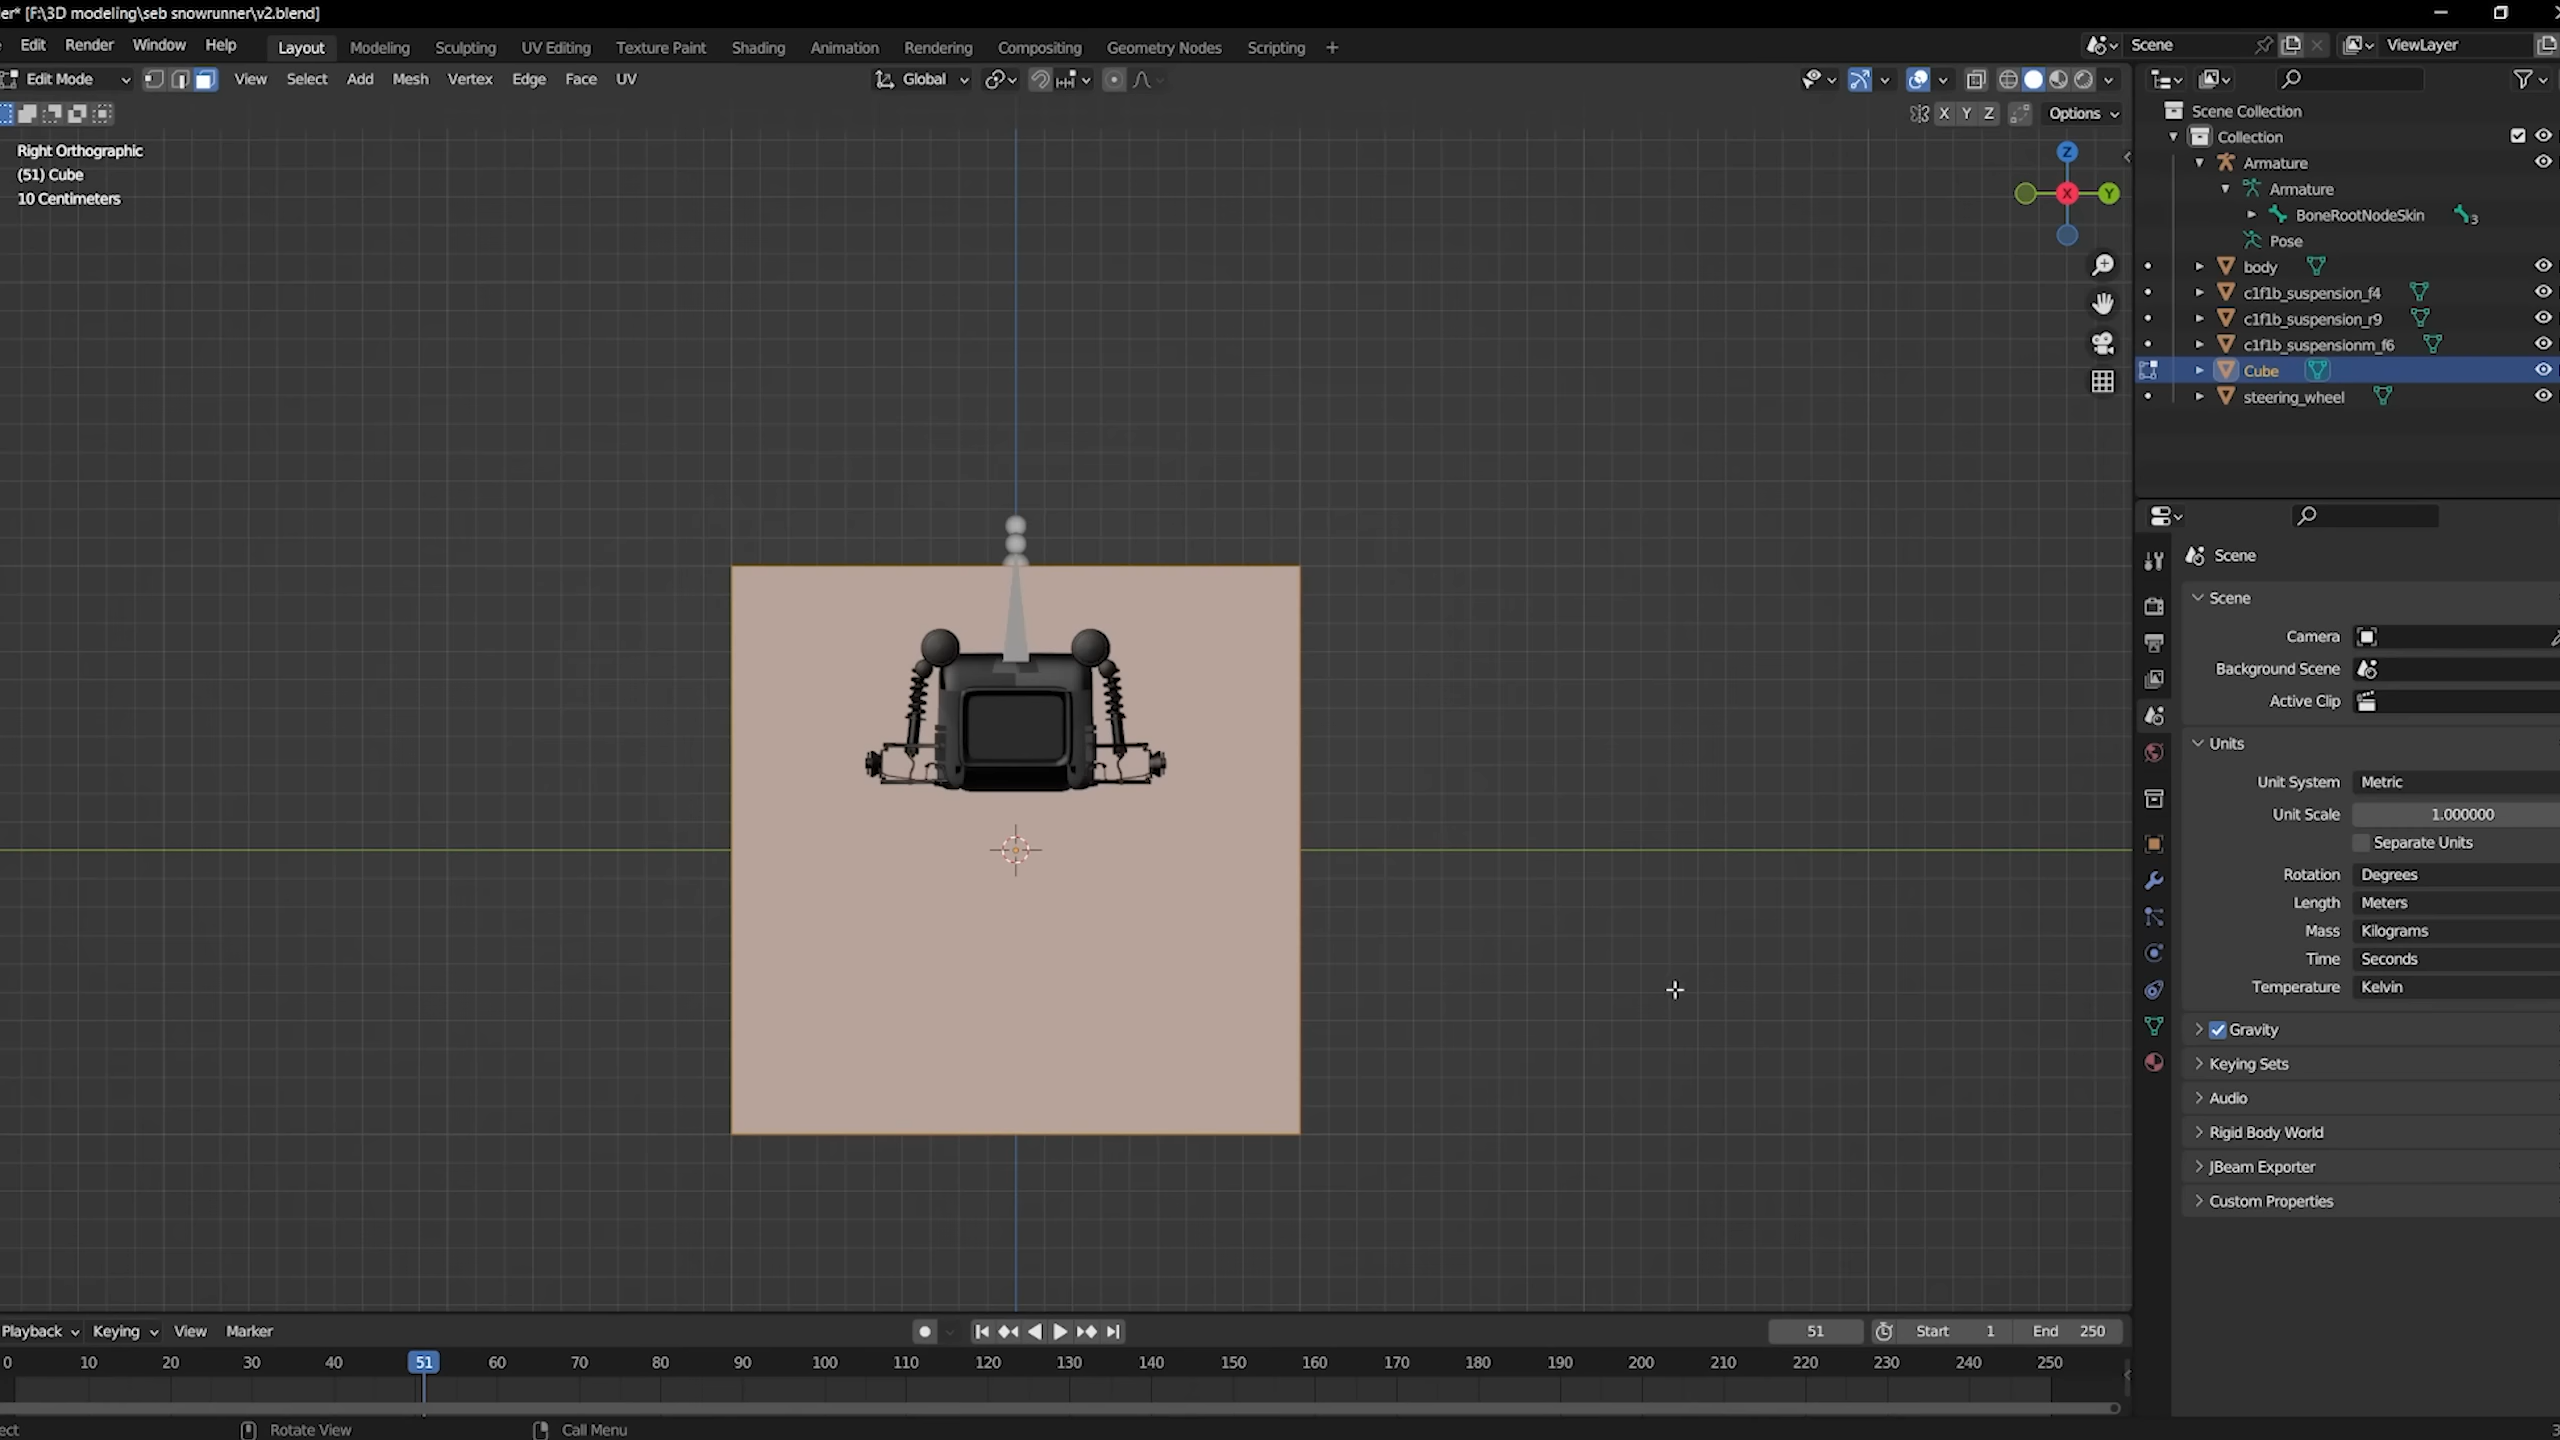 er* [F:\3D modeling\seb snowrunner\v2.blend]
Edit Render Window Help Layout Modeling Sculpting UV Editing Texture Paint Shading Animation Rendering Compositing Geometry Nodes Scripting + Scene ViewLayer
Edit Mode View Select Add Mesh Vertex Edge Face UV Global
X Y Z Options
Right Orthographic
(51) Cube
10 Centimeters
Z
X
Y
Scene Collection
Collection
Armature
Armature
BoneRootNodeSkin 3
Pose
body
c1f1b_suspension_f4
c1f1b_suspension_r9
c1f1b_suspensionm_f6
Cube
steering_wheel
Scene
Scene
Camera
Background Scene
Active Clip
Units
Unit System Metric
Unit Scale 1.000000
Separate Units
Rotation Degrees
Length Meters
Mass Kilograms
Time Seconds
Temperature Kelvin
Gravity
Keying Sets
Audio
Rigid Body World
JBeam Exporter
Custom Properties
Playback Keying View Marker 51 Start 1 End 250
0 10 20 30 40 51 60 70 80 90 100 110 120 130 140 150 160 170 180 190 200 210 220 230 240 250
ect Rotate View Call Menu